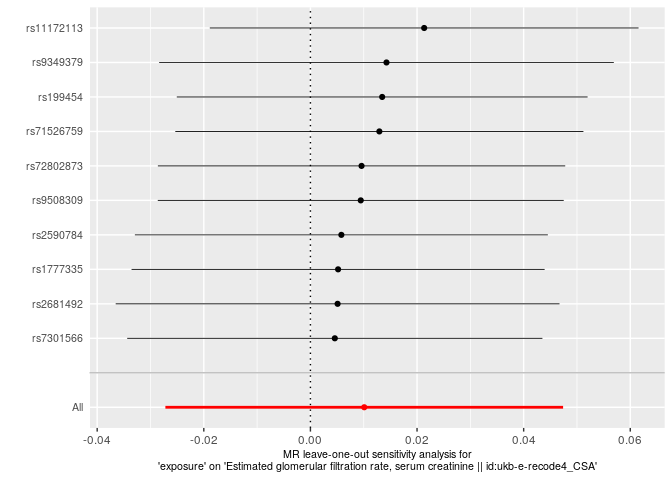 rs11172113
rs9349379
rs199454
rs71526759
rs72802873
rs9508309
rs2590784
rs1777335
rs2681492
rs7301566
All
-0.04 -0.02 0.00 0.02 0.04 0.06
MR leave-one-out sensitivity analysis for
'exposure' on 'Estimated glomerular filtration rate, serum creatinine || id:ukb-e-recode4_CSA'